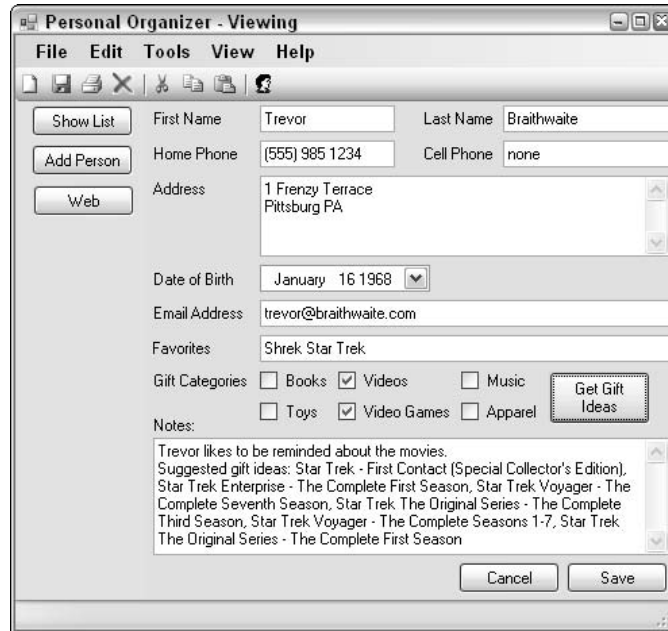 Personal Organizer - Viewing
File Edit Tools View Help
Show List
First Name Trevor Last Name Braithwaite
Add Person
Home Phone (555) 985 1234 Cell Phone none
Web
Address 1 Frenzy Terrace
Pittsburg PA
Date of Birth January 16 1968
Email Address trevor@braithwaite.com
Favorites Shrek Star Trek
Gift Categories Books Videos Music
Toys Video Games Apparel
Get Gift
Ideas
Notes:
Trevor likes to be reminded about the movies.
Suggested gift ideas: Star Trek - First Contact (Special Collector's Edition),
Star Trek Enterprise - The Complete First Season, Star Trek Voyager - The
Complete Seventh Season, Star Trek The Original Series - The Complete
Third Season, Star Trek Voyager - The Complete Seasons 1-7, Star Trek
The Original Series - The Complete First Season
Cancel Save